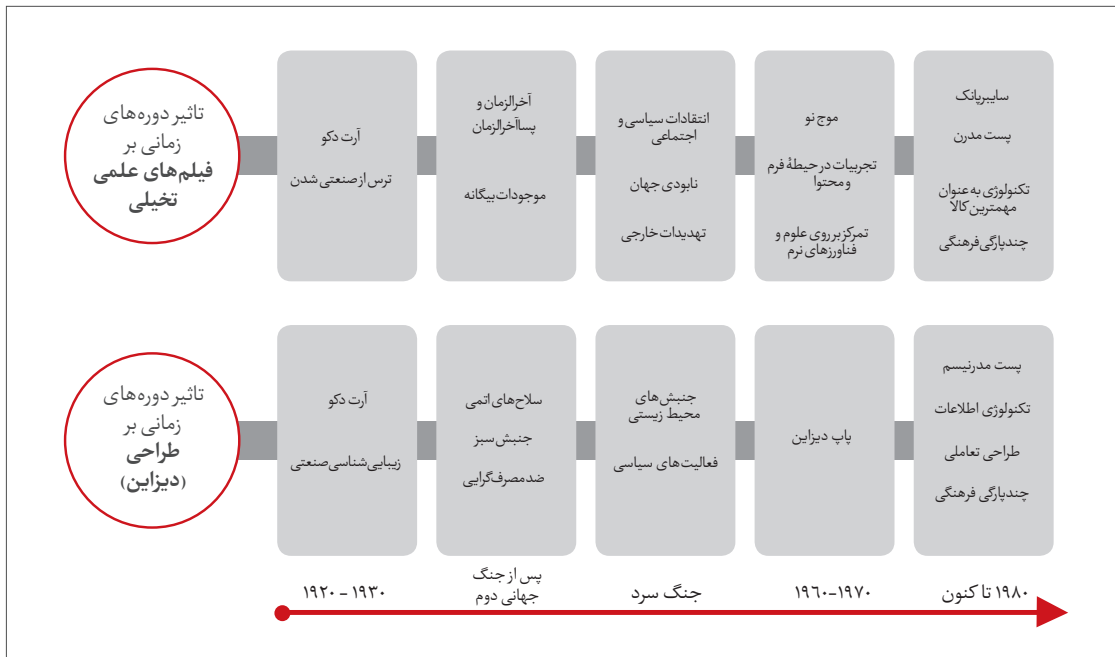 تاثیر دوره‌های
زمانی بر
فیلم‌های علمی
تخیلی
آرت دکو
ترس از صنعتی شدن
آخرالزمان و
پساآخرالزمان
موجودات بیگانه
انتقادات سیاسی و
اجتماعی
نابودی جهان
تهدیدات خارجی
موج نو
تجربیات در حیطهٔ فرم
و محتوا
تمرکز بر روی علوم و
فناورزهای نرم
سایبرپانک
پست مدرن
تکنولوژی به عنوان
مهمترین کالا
چندپارگی فرهنگی
تاثیر دوره‌های
زمانی بر
طراحی
(دیزاین)
آرت دکو
زیبایی‌شناسی صنعتی
سلاح‌های اتمی
جنبش سبز
ضدمصرف‌گرایی
جنبش‌های
محیط زیستی
فعالیت‌های سیاسی
پاپ دیزاین
پست مدرنیسم
تکنولوژی اطلاعات
طراحی تعاملی
چندپارگی فرهنگی
۱۹۲۰ - ۱۹۳۰
پس از جنگ
جهانی دوم
جنگ سرد
۱۹۶۰-۱۹۷۰
۱۹۸۰ تا کنون